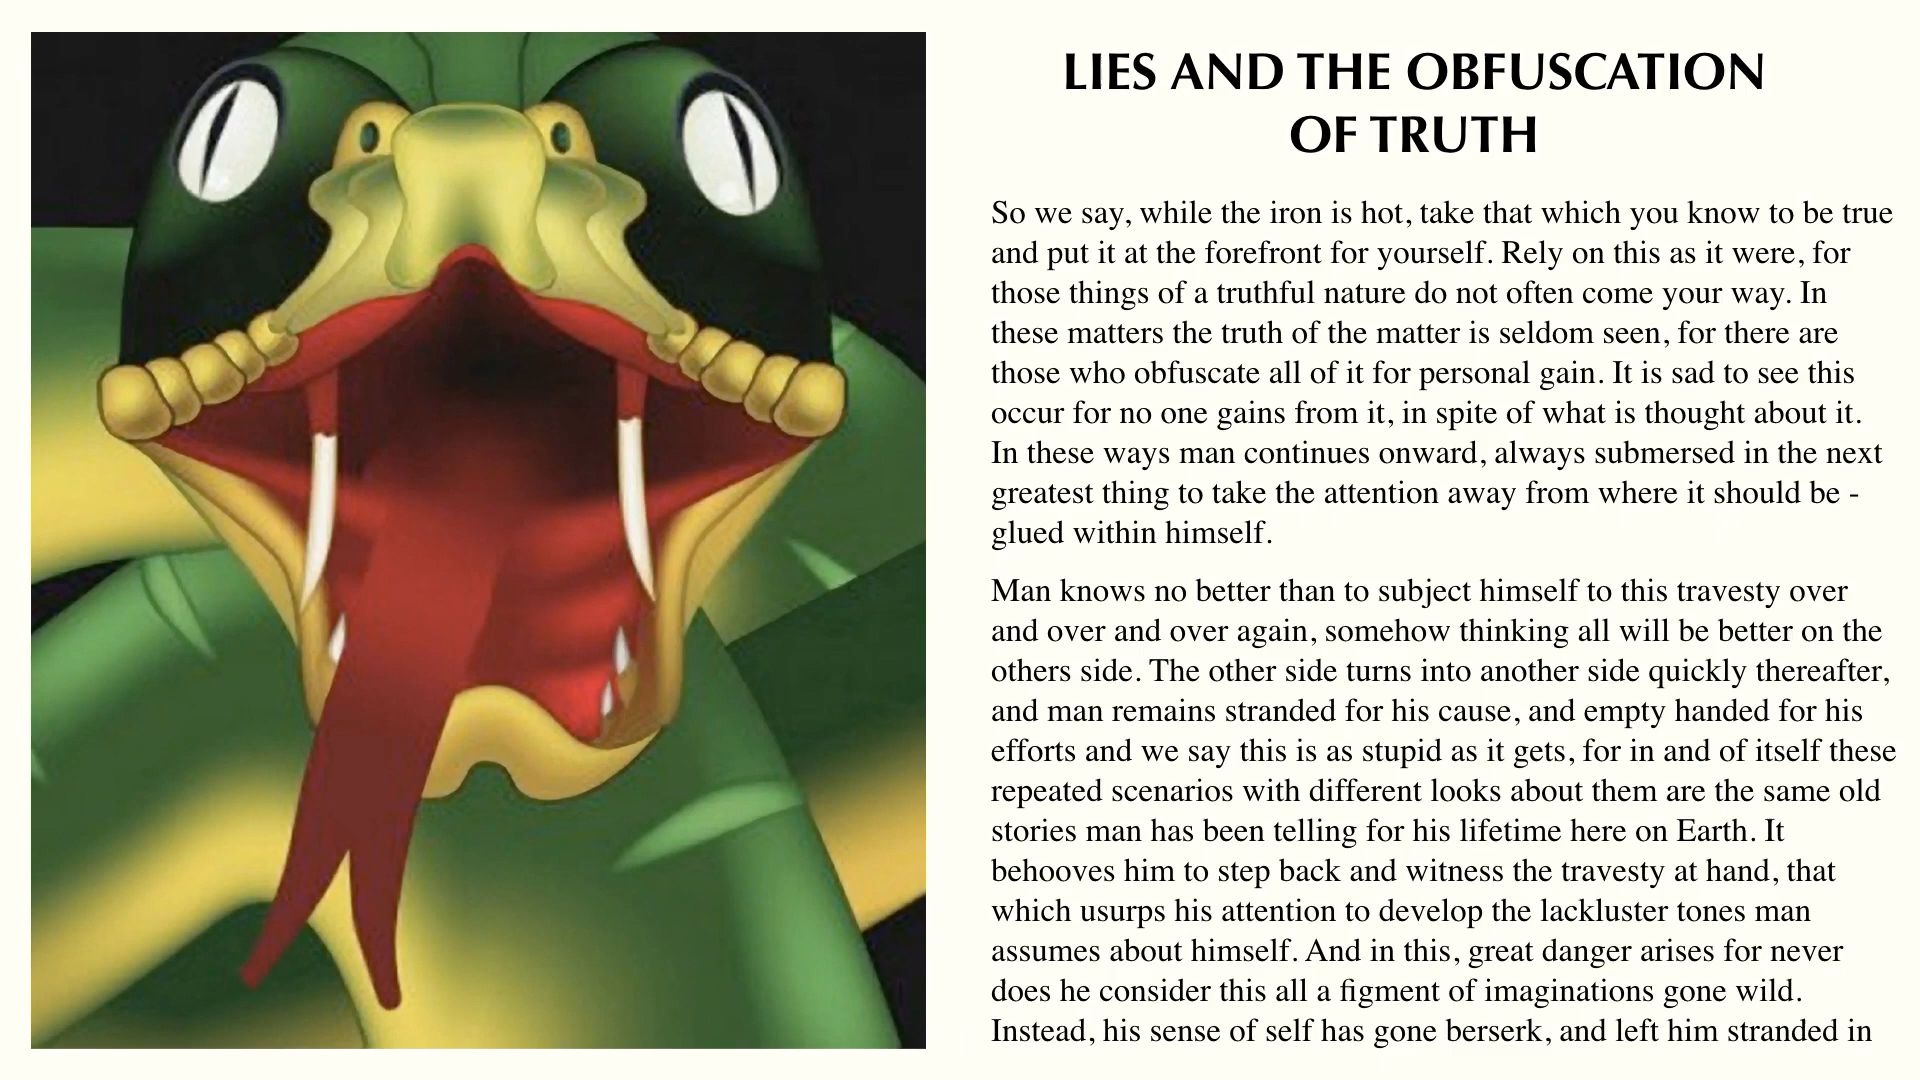 LIES AND THE OBFUSCATION
OF TRUTH
So we say, while the iron is hot, take that which you know to be true
and put it at the forefront for yourself. Rely on this as it were, for
those things of a truthful nature do not often come your way. In
these matters the truth of the matter is seldom seen, for there are
those who obfuscate all of it for personal gain. It is sad to see this
occur for no one gains from it, in spite of what is thought about it.
In these ways man continues onward, always submersed in the next
greatest thing to take the attention away from where it should be -
glued within himself.
Man knows no better than to subject himself to this travesty over
and over and over again, somehow thinking all will be better on the
others side. The other side turns into another side quickly thereafter,
and man remains stranded for his cause, and empty handed for his
efforts and we say this is as stupid as it gets, for in and of itself these
repeated scenarios with different looks about them are the same old
stories man has been telling for his lifetime here on Earth. It
behooves him to step back and witness the travesty at hand, that
which usurps his attention to develop the lackluster tones man
assumes about himself. And in this, great danger arises for never
does he consider this all a figment of imaginations gone wild.
Instead, his sense of self has gone berserk, and left him stranded in